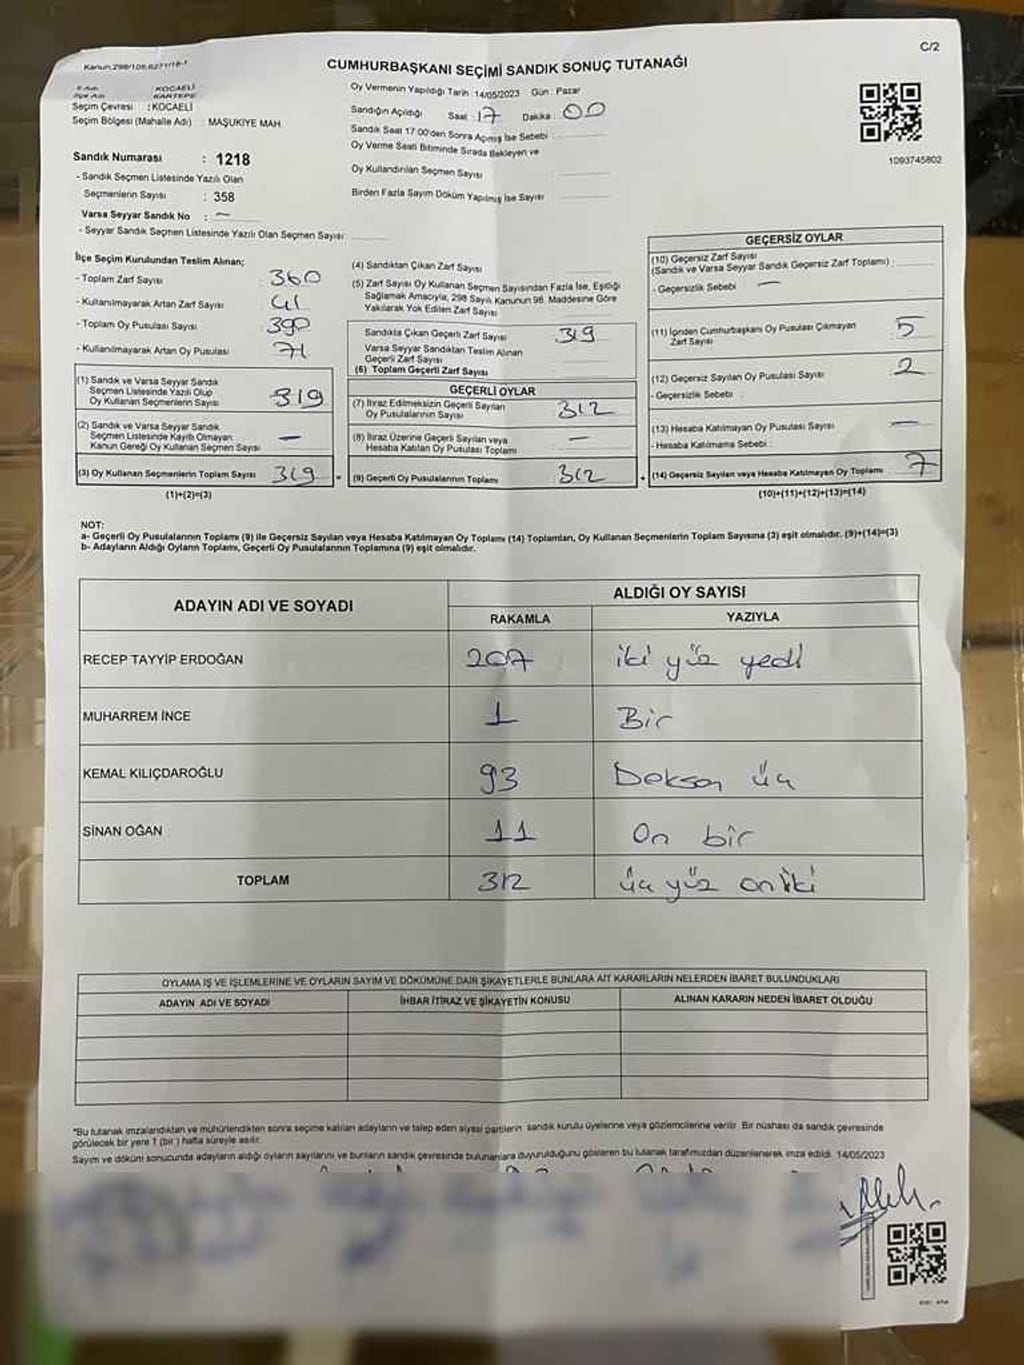 C/2
Kanun:298/105,6271/18-1
CUMHURBAŞKANI SEÇİMİ SANDIK SONUÇ TUTANAĞI
İl Adı KOCAELİ
İlçe Adı KARTEPE
Seçim Çevresi : KOCAELİ
Seçim Bölgesi (Mahalle Adı) : MAŞUKİYE MAH.
Oy Vermenin Yapıldığı Tarih :14/05/2023 Gün : Pazar
Sandığın Açıldığı Saat : 17 Dakika : 00
Sandık Saat 17:00'den Sonra Açılmış İse Sebebi :
Oy Verme Saati Bitiminde Sırada Bekleyen ve
Oy Kullandırılan Seçmen Sayısı :
Birden Fazla Sayım Döküm Yapılmış İse Sayısı :
1093745802
Sandık Numarası : 1218
- Sandık Seçmen Listesinde Yazılı Olan
Seçmenlerin Sayısı : 358
Varsa Seyyar Sandık No : —
- Seyyar Sandık Seçmen Listesinde Yazılı Olan Seçmen Sayısı:
İlçe Seçim Kurulundan Teslim Alınan;
- Toplam Zarf Sayısı : 360
- Kullanılmayarak Artan Zarf Sayısı : 41
- Toplam Oy Pusulası Sayısı : 390
- Kullanılmayarak Artan Oy Pusulası : 71
(1) Sandık ve Varsa Seyyar Sandık
Seçmen Listesinde Yazılı Olup
Oy Kullanan Seçmenlerin Sayısı 319
(2) Sandık ve Varsa Seyyar Sandık
Seçmen Listesinde Kayıtlı Olmayan
Kanun Gereği Oy Kullanan Seçmen Sayısı —
(3) Oy Kullanan Seçmenlerin Toplam Sayısı 319
(1)+(2)=(3)
(4) Sandıktan Çıkan Zarf Sayısı
(5) Zarf Sayısı Oy Kullanan Seçmen Sayısından Fazla İse, Eşitliği
Sağlamak Amacıyla, 298 Sayılı Kanunun 98. Maddesine Göre
Yakılarak Yok Edilen Zarf Sayısı
Sandıkta Çıkan Geçerli Zarf Sayısı 319
Varsa Seyyar Sandıktan Teslim Alınan
Geçerli Zarf Sayısı
(6) Toplam Geçerli Zarf Sayısı
GEÇERLİ OYLAR
(7) İtiraz Edilmeksizin Geçerli Sayılan
Oy Pusulalarının Sayısı 312
(8) İtiraz Üzerine Geçerli Sayılan veya
Hesaba Katılan Oy Pusulası Toplamı —
(9) Geçerli Oy Pusulalarının Toplamı 312
GEÇERSİZ OYLAR
(10) Geçersiz Zarf Sayısı
(Sandık ve Varsa Seyyar Sandık Geçersiz Zarf Toplamı) :
- Geçersizlik Sebebi : —
(11) İçinden Cumhurbaşkanı Oy Pusulası Çıkmayan
Zarf Sayısı 5
(12) Geçersiz Sayılan Oy Pusulası Sayısı 2
- Geçersizlik Sebebi :
(13) Hesaba Katılmayan Oy Pusulası Sayısı —
- Hesaba Katılmama Sebebi :
(14) Geçersiz Sayılan veya Hesaba Katılmayan Oy Toplamı 7
(10)+(11)+(12)+(13)=(14)
NOT:
a- Geçerli Oy Pusulalarının Toplamı (9) ile Geçersiz Sayılan veya Hesaba Katılmayan Oy Toplamı (14) Toplamları, Oy Kullanan Seçmenlerin Toplam Sayısına (3) eşit olmalıdır. (9)+(14)=(3)
b- Adayların Aldığı Oyların Toplamı, Geçerli Oy Pusulalarının Toplamına (9) eşit olmalıdır.
ADAYIN ADI VE SOYADI ALDIĞI OY SAYISI
RAKAMLA YAZIYLA
RECEP TAYYİP ERDOĞAN 207 iki yüz yedi
MUHARREM İNCE 1 Bir
KEMAL KILIÇDAROĞLU 93 Doksan üç
SİNAN OĞAN 11 On bir
TOPLAM 312 üç yüz on iki
OYLAMA İŞ VE İŞLEMLERİNE VE OYLARIN SAYIM VE DÖKÜMÜNE DAİR ŞİKAYETLERLE BUNLARA AİT KARARLARIN NELERDEN İBARET BULUNDUKLARI
ADAYIN ADI VE SOYADI İHBAR İTİRAZ VE ŞİKAYETİN KONUSU ALINAN KARARIN NEDEN İBARET OLDUĞU
*Bu tutanak imzalandıktan ve mühürlendikten sonra seçime katılan adayların ve talep eden siyasi partilerin sandık kurulu üyelerine veya gözlemcilerine verilir. Bir nüshası da sandık çevresinde
görülecek bir yere 1 (bir) hafta süreyle asılır.
Sayım ve döküm sonucunda adayların aldığı oyların sayılarını ve bunların sandık çevresinde bulunanlara duyurulduğunu gösteren bu tutanak tarafımızdan düzenlenerek imza edildi. 14/05/2023